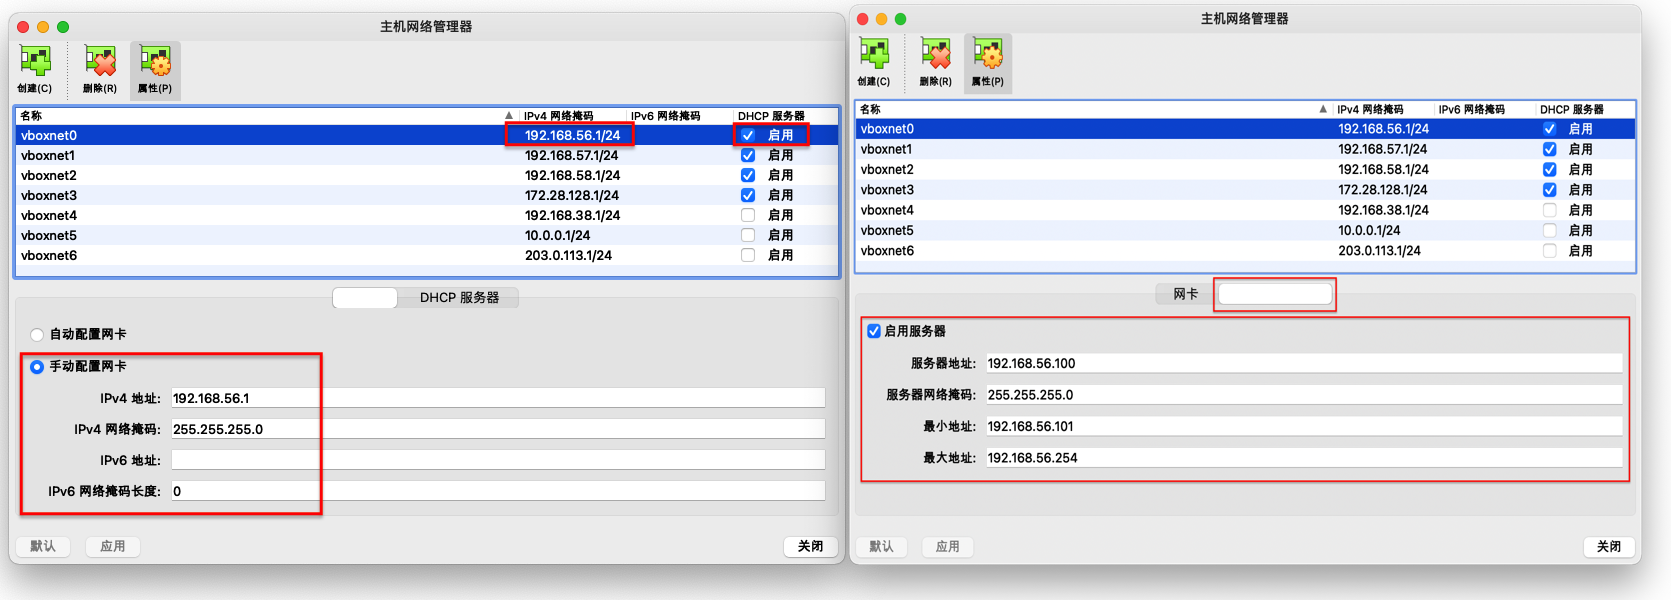 主机网络管理器
创建(C) 删除(R) 属性(P)
名称 IPv4 网络掩码 IPv6 网络掩码 DHCP 服务器
vboxnet0 192.168.56.1/24 启用
vboxnet1 192.168.57.1/24 启用
vboxnet2 192.168.58.1/24 启用
vboxnet3 172.28.128.1/24 启用
vboxnet4 192.168.38.1/24 启用
vboxnet5 10.0.0.1/24 启用
vboxnet6 203.0.113.1/24 启用
DHCP 服务器
自动配置网卡
手动配置网卡
IPv4 地址: 192.168.56.1
IPv4 网络掩码: 255.255.255.0
IPv6 地址:
IPv6 网络掩码长度: 0
默认 应用 关闭
主机网络管理器
创建(C) 删除(R) 属性(P)
名称 IPv4 网络掩码 IPv6 网络掩码 DHCP 服务器
vboxnet0 192.168.56.1/24 启用
vboxnet1 192.168.57.1/24 启用
vboxnet2 192.168.58.1/24 启用
vboxnet3 172.28.128.1/24 启用
vboxnet4 192.168.38.1/24 启用
vboxnet5 10.0.0.1/24 启用
vboxnet6 203.0.113.1/24 启用
网卡
启用服务器
服务器地址: 192.168.56.100
服务器网络掩码: 255.255.255.0
最小地址: 192.168.56.101
最大地址: 192.168.56.254
默认 应用 关闭